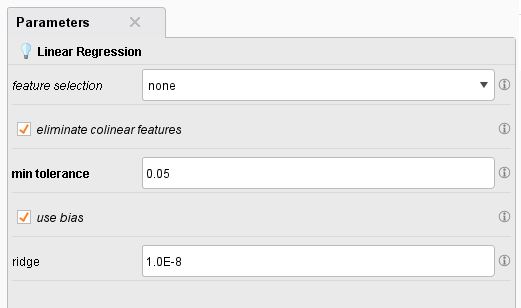 Parameters
Linear Regression
feature selection none
eliminate colinear features
min tolerance 0.05
use bias
ridge 1.0E-8